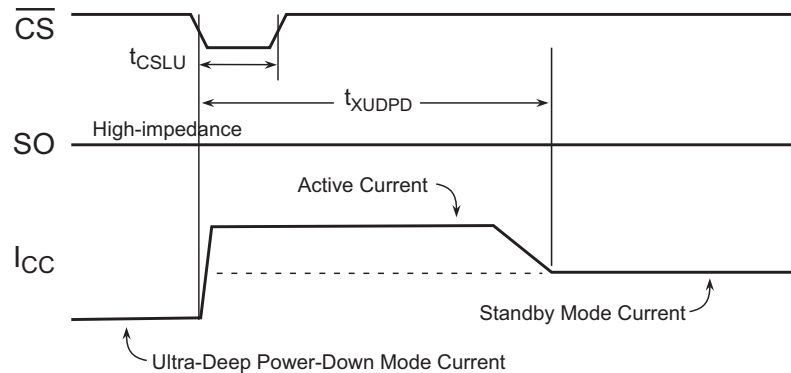 CS
tCSLU
tXUDPD
High-impedance
SO
Active Current
ICC
Standby Mode Current
Ultra-Deep Power-Down Mode Current